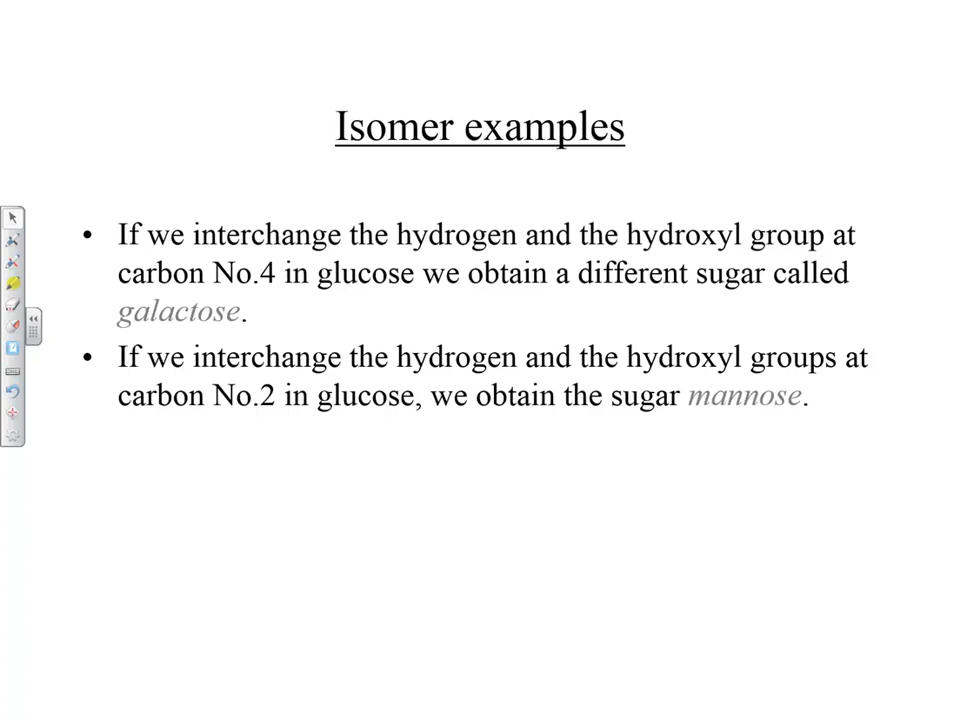 Isomer examples
• If we interchange the hydrogen and the hydroxyl group at
carbon No.4 in glucose we obtain a different sugar called
galactose.
• If we interchange the hydrogen and the hydroxyl groups at
carbon No.2 in glucose, we obtain the sugar mannose.